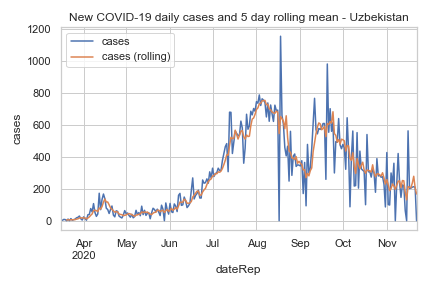 New COVID-19 daily cases and 5 day rolling mean - Uzbekistan
cases
cases (rolling)
1200
1000
800
600
400
200
0
cases
Apr May Jun Jul Aug Sep Oct Nov
2020
dateRep